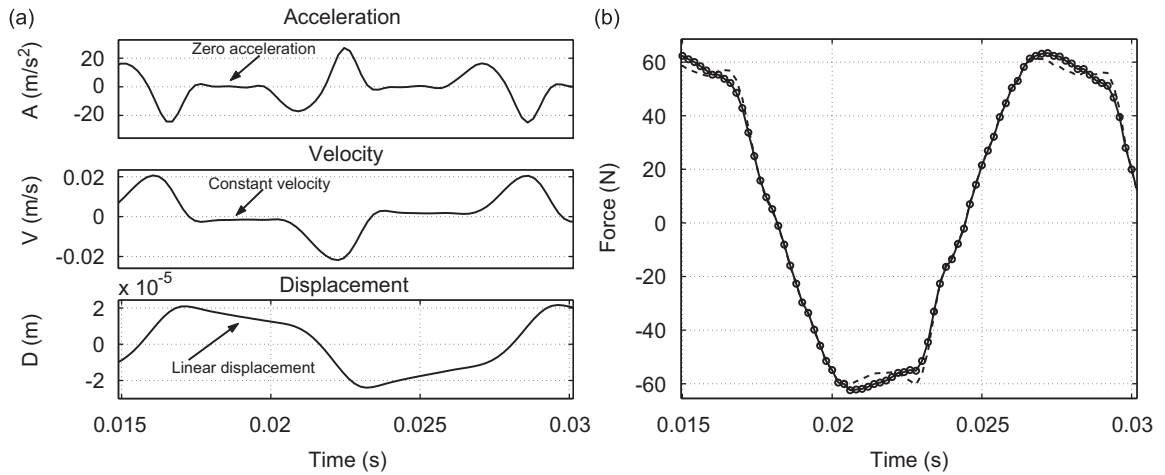 (a)
Acceleration
A (m/s²)
20
0
-20
Zero acceleration
Velocity
V (m/s)
0.02
0
-0.02
Constant velocity
x 10⁻⁵
Displacement
D (m)
2
0
-2
Linear displacement
0.015
0.02
0.025
0.03
Time (s)
(b)
Force (N)
60
40
20
0
-20
-40
-60
0.015
0.02
0.025
0.03
Time (s)